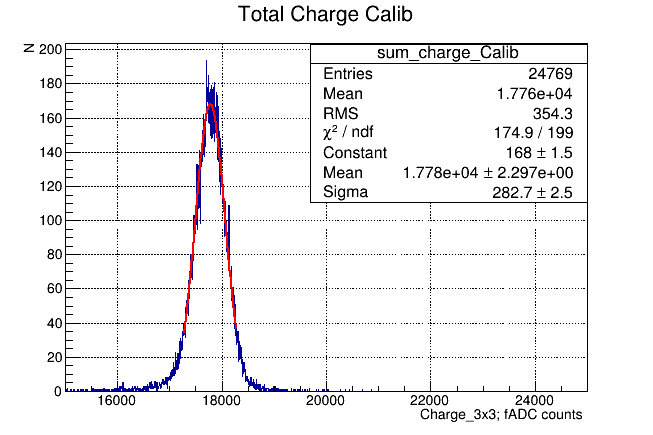 Total Charge Calib
N
200
180
160
140
120
100
80
60
40
20
0
sum_charge_Calib
Entries 24769
Mean 1.776e+04
RMS 354.3
χ² / ndf 174.9 / 199
Constant 168 ± 1.5
Mean 1.778e+04 ± 2.297e+00
Sigma 282.7 ± 2.5
16000 18000 20000 22000 24000
Charge_3x3; fADC counts